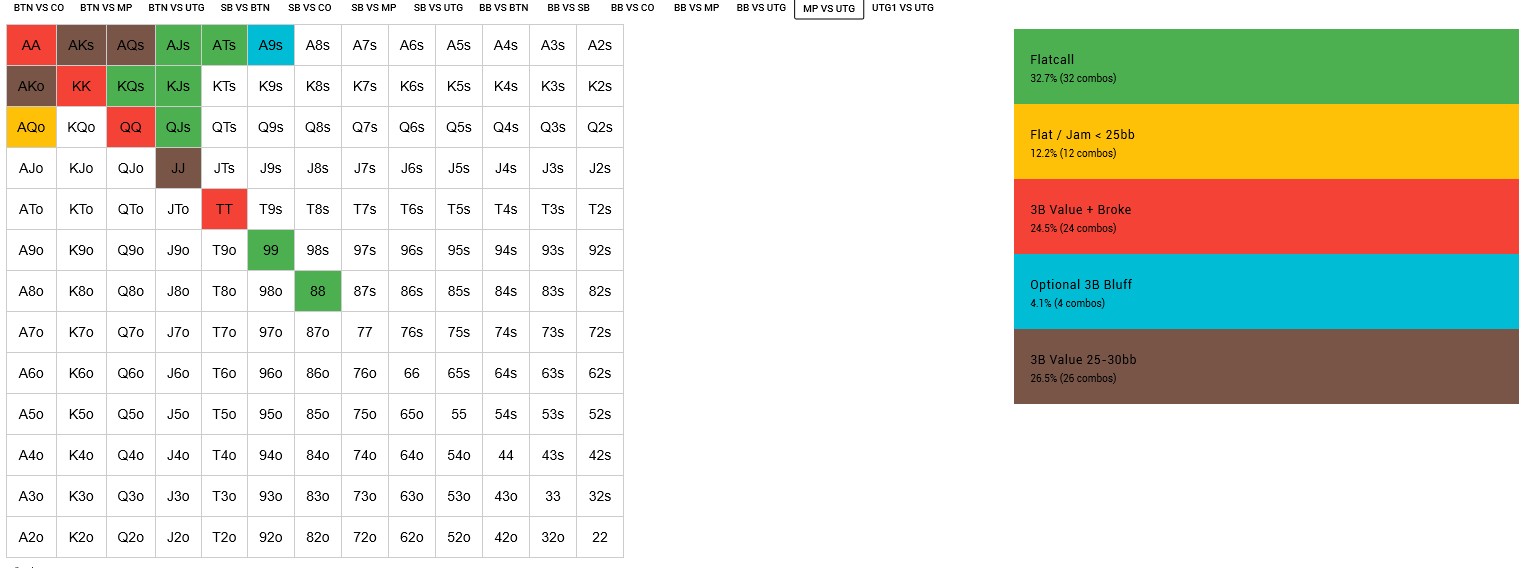 BTN VS CO BTN VS MP BTN VS UTG SB VS BTN SB VS CO SB VS MP SB VS UTG BB VS BTN BB VS SB BB VS CO BB VS MP BB VS UTG MP VS UTG UTG1 VS UTG
AA AKs AQs AJs ATs A9s A8s A7s A6s A5s A4s A3s A2s
AKo KK KQs KJs KTs K9s K8s K7s K6s K5s K4s K3s K2s
AQo KQo QQ QJs QTs Q9s Q8s Q7s Q6s Q5s Q4s Q3s Q2s
AJo KJo QJo JJ JTs J9s J8s J7s J6s J5s J4s J3s J2s
ATo KTo QTo JTo TT T9s T8s T7s T6s T5s T4s T3s T2s
A9o K9o Q9o J9o T9o 99 98s 97s 96s 95s 94s 93s 92s
A8o K8o Q8o J8o T8o 98o 88 87s 86s 85s 84s 83s 82s
A7o K7o Q7o J7o T7o 97o 87o 77 76s 75s 74s 73s 72s
A6o K6o Q6o J6o T6o 96o 86o 76o 66 65s 64s 63s 62s
A5o K5o Q5o J5o T5o 95o 85o 75o 65o 55 54s 53s 52s
A4o K4o Q4o J4o T4o 94o 84o 74o 64o 54o 44 43s 42s
A3o K3o Q3o J3o T3o 93o 83o 73o 63o 53o 43o 33 32s
A2o K2o Q2o J2o T2o 92o 82o 72o 62o 52o 42o 32o 22
Flatcall
32.7% (32 combos)
Flat / Jam < 25bb
12.2% (12 combos)
3B Value + Broke
24.5% (24 combos)
Optional 3B Bluff
4.1% (4 combos)
3B Value 25-30bb
26.5% (26 combos)